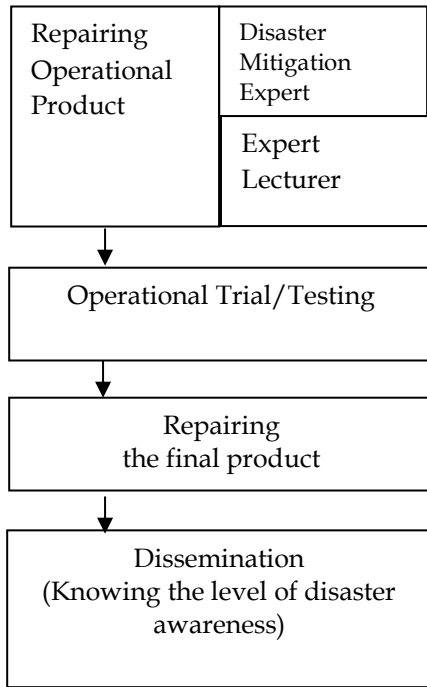 Repairing
Operational
Product
Disaster
Mitigation
Expert
Expert
Lecturer
Operational Trial/Testing
Repairing
the final product
Dissemination
(Knowing the level of disaster
awareness)